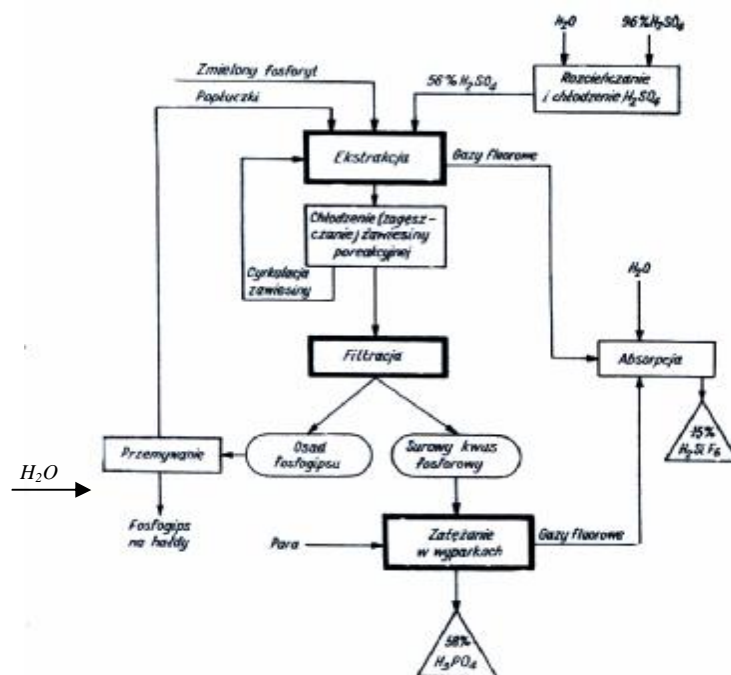 H₂O 96%H₂SO₄
Zmielony fosforyt
56%H₂SO₄
Rozcieńczanie
i chłodzenie H₂SO₄
Popłuczki
Ekstrakcja
Gazy fluorowe
Chłodzenie (zagęsz-
czanie) zawiesiny
poreakcyjnej
Cyrkulacja
zawiesiny
H₂O
Filtracja
Absorpcja
Osad
fosfogipsu
Surowy kwas
fosforowy
15%
H₂SiF₆
Przemywanie
H₂O
Fosfogips
na hałdy
Para
Zatężanie
w wyparkach
Gazy fluorowe
58%
H₃PO₄